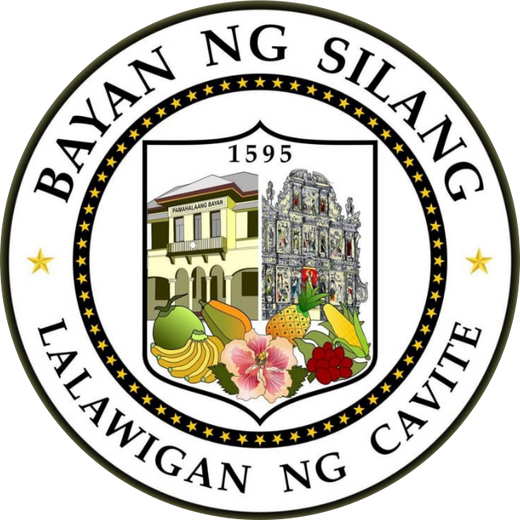 BAYAN NG SILANG
1595
PAMAHALAANG BAYAN
LALAWIGAN NG CAVITE